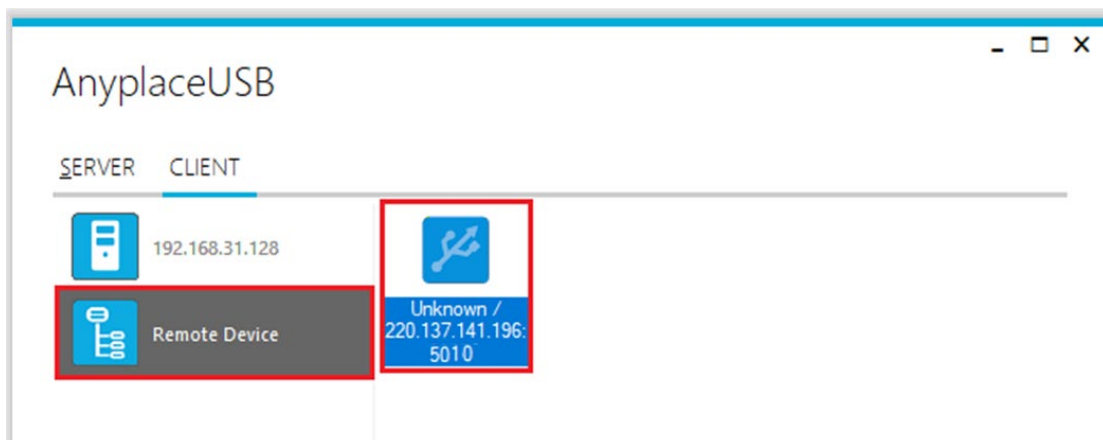 AnyplaceUSB
SERVER CLIENT
192.168.31.128
Remote Device
Unknown /
220.137.141.196:
5010